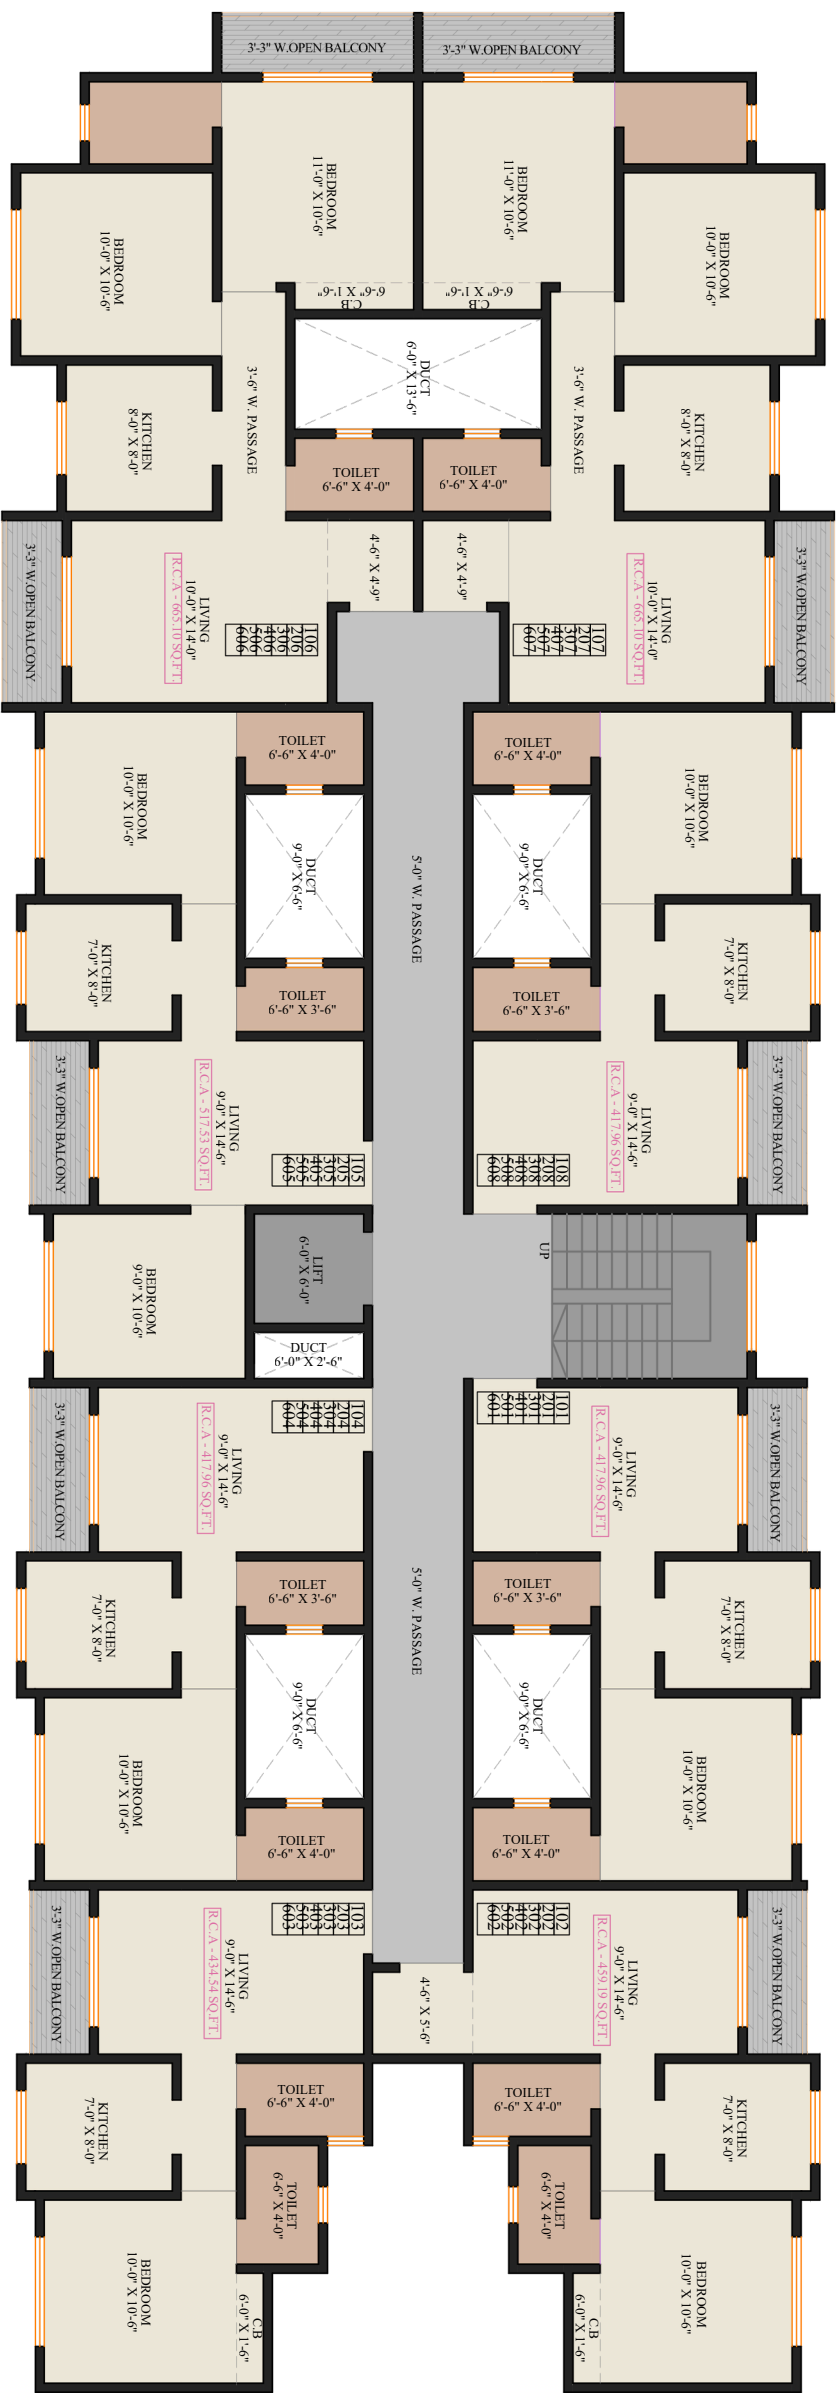 3'-3" W.OPEN BALCONY
3'-3" W.OPEN BALCONY
BEDROOM
11'-0" X 10'-6"
BEDROOM
11'-0" X 10'-6"
BEDROOM
10'-0" X 10'-6"
BEDROOM
10'-0" X 10'-6"
C.B
6'-6" X 1'-6"
C.B
6'-6" X 1'-6"
DUCT
6'-0" X 13'-6"
3'-6" W. PASSAGE
3'-6" W. PASSAGE
KITCHEN
8'-0" X 8'-0"
KITCHEN
8'-0" X 8'-0"
TOILET
6'-6" X 4'-0"
TOILET
6'-6" X 4'-0"
3'-3" W.OPEN BALCONY
LIVING
10'-0" X 14'-0"
R.C.A - 665.10 SQ.FT.
4'-6" X 4'-9"
4'-6" X 4'-9"
LIVING
10'-0" X 14'-0"
R.C.A - 665.10 SQ.FT.
3'-3" W.OPEN BALCONY
106
206
306
406
506
606
107
207
307
407
507
607
TOILET
6'-6" X 4'-0"
TOILET
6'-6" X 4'-0"
BEDROOM
10'-0" X 10'-6"
BEDROOM
10'-0" X 10'-6"
DUCT
9'-0" X 6'-6"
5'-0" W. PASSAGE
DUCT
9'-0" X 6'-6"
KITCHEN
7'-0" X 8'-0"
KITCHEN
7'-0" X 8'-0"
TOILET
6'-6" X 3'-6"
TOILET
6'-6" X 3'-6"
3'-3" W.OPEN BALCONY
LIVING
9'-0" X 14'-6"
R.C.A - 517.53 SQ.FT.
LIVING
9'-0" X 14'-6"
R.C.A - 417.96 SQ.FT.
3'-3" W.OPEN BALCONY
105
205
305
405
505
605
108
208
308
408
508
608
BEDROOM
9'-0" X 10'-6"
LIFT
6'-0" X 6'-0"
UP
DUCT
6'-0" X 2'-6"
3'-3" W.OPEN BALCONY
LIVING
9'-0" X 14'-6"
R.C.A - 417.96 SQ.FT.
104
204
304
404
504
604
101
201
301
401
501
601
LIVING
9'-0" X 14'-6"
R.C.A - 417.96 SQ.FT.
3'-3" W.OPEN BALCONY
TOILET
6'-6" X 3'-6"
TOILET
6'-6" X 3'-6"
KITCHEN
7'-0" X 8'-0"
5'-0" W. PASSAGE
KITCHEN
7'-0" X 8'-0"
DUCT
9'-0" X 6'-6"
DUCT
9'-0" X 6'-6"
BEDROOM
10'-0" X 10'-6"
BEDROOM
10'-0" X 10'-6"
TOILET
6'-6" X 4'-0"
TOILET
6'-6" X 4'-0"
103
203
303
403
503
603
102
202
302
402
502
602
3'-3" W.OPEN BALCONY
LIVING
9'-0" X 14'-6"
R.C.A - 434.54 SQ.FT.
4'-6" X 5'-6"
LIVING
9'-0" X 14'-6"
R.C.A - 459.19 SQ.FT.
3'-3" W.OPEN BALCONY
TOILET
6'-6" X 4'-0"
TOILET
6'-6" X 4'-0"
KITCHEN
7'-0" X 8'-0"
KITCHEN
7'-0" X 8'-0"
TOILET
6'-6" X 4'-0"
TOILET
6'-6" X 4'-0"
BEDROOM
10'-0" X 10'-6"
C.B
6'-0" X 1'-6"
C.B
6'-0" X 1'-6"
BEDROOM
10'-0" X 10'-6"